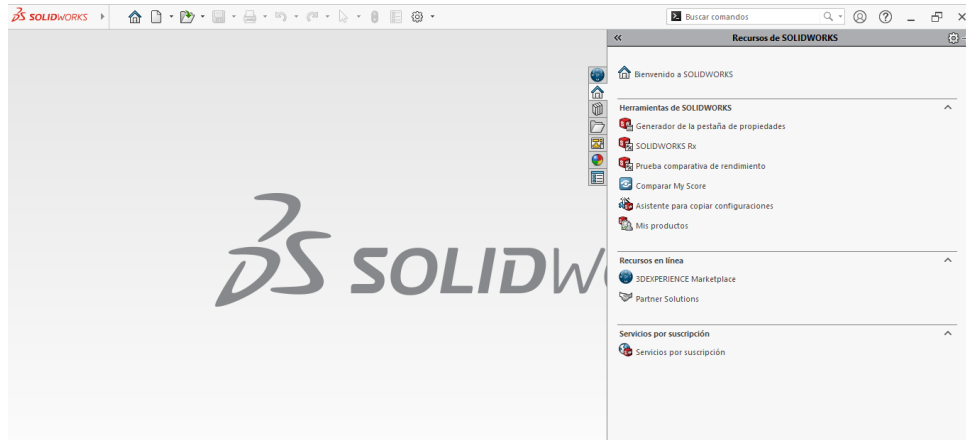 SOLIDWORKS
Buscar comandos
Recursos de SOLIDWORKS
Bienvenido a SOLIDWORKS
Herramientas de SOLIDWORKS
Generador de la pestaña de propiedades
SOLIDWORKS Rx
Prueba comparativa de rendimiento
Comparar My Score
Asistente para copiar configuraciones
Mis productos
Recursos en línea
3DEXPERIENCE Marketplace
Partner Solutions
Servicios por suscripción
Servicios por suscripción
SOLIDW